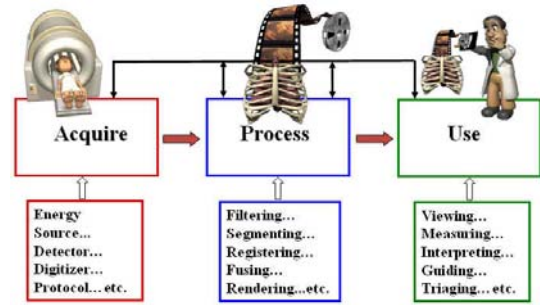 Acquire
Process
Use
Energy
Source...
Detector...
Digitizer...
Protocol... etc.
Filtering...
Segmenting...
Registering...
Fusing...
Rendering...etc.
Viewing...
Measuring...
Interpreting...
Guiding...
Triaging... etc.